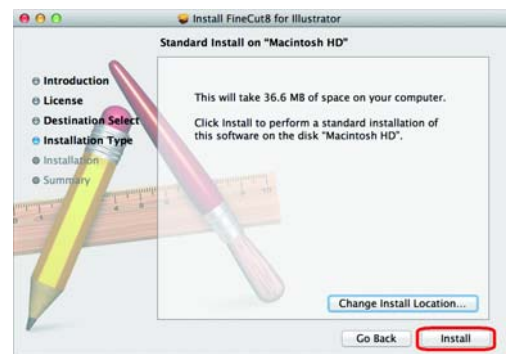 Install FineCut8 for Illustrator
Standard Install on "Macintosh HD"
Introduction
License
Destination Select
Installation Type
Installation
Summary
This will take 36.6 MB of space on your computer.
Click Install to perform a standard installation of
this software on the disk "Macintosh HD".
Change Install Location...
Go Back
Install